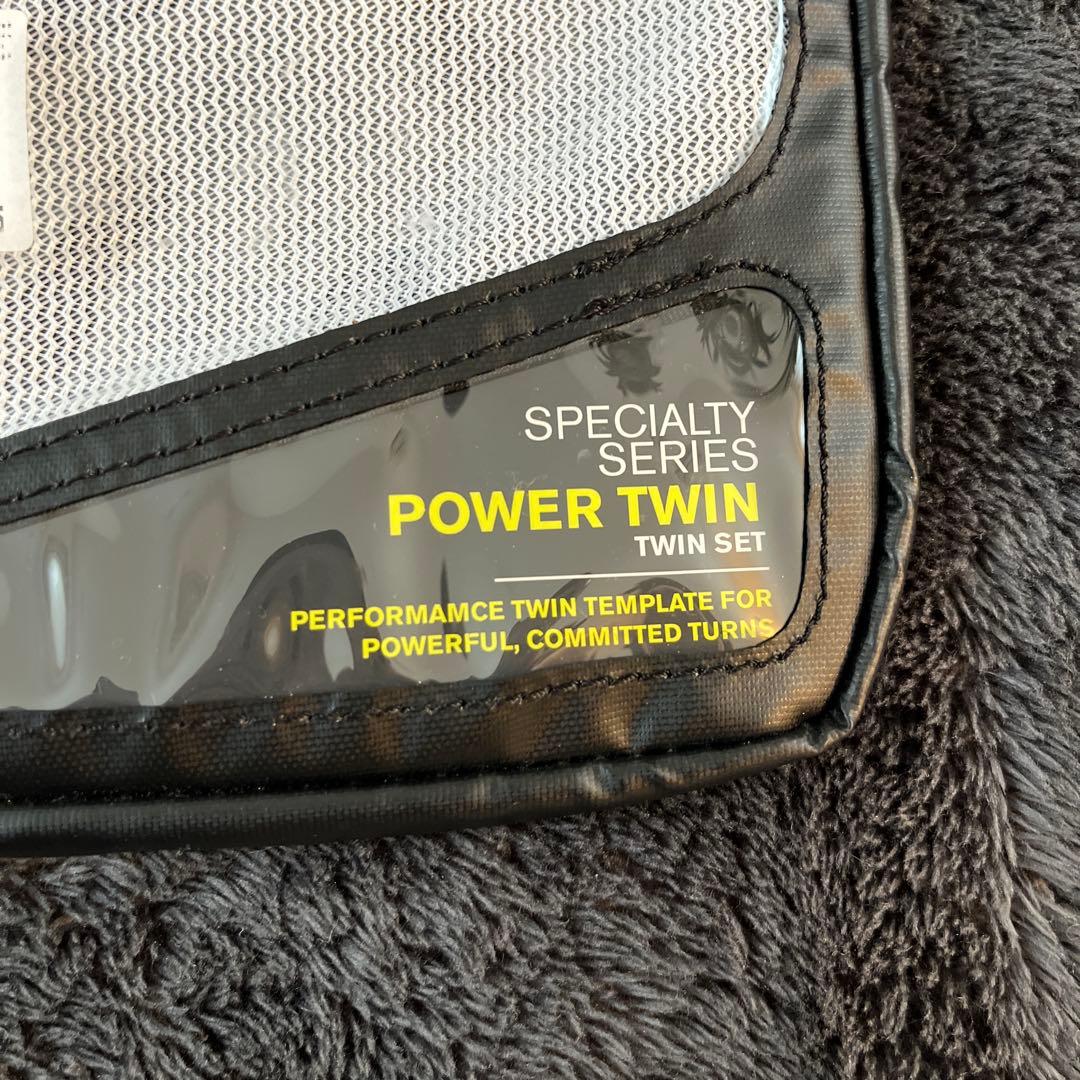 SPECIALTY
SERIES
POWER TWIN
TWIN SET
PERFORMAMCE TWIN TEMPLATE FOR
POWERFUL, COMMITTED TURNS